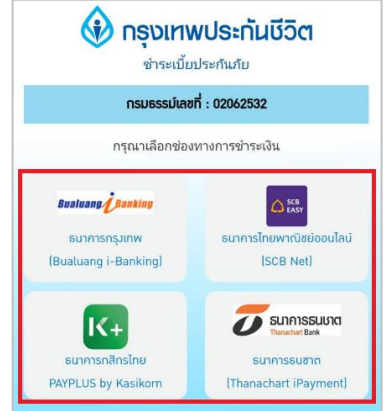 กรุงเทพประกันชีวิต
ชำระเบี้ยประกันภัย
กรมธรรม์เลขที่ : 02062532
กรุณาเลือกช่องทางการชำระเงิน
Bualuang iBanking
ธนาคารกรุงเทพ
(Bualuang i-Banking)
SCB
EASY
ธนาคารไทยพาณิชย์ออนไลน์
(SCB Net)
K+
ธนาคารกสิกรไทย
PAYPLUS by Kasikorn
ธนาคารธนชาต
Thanachart Bank
ธนาคารธนชาต
(Thanachart iPayment)